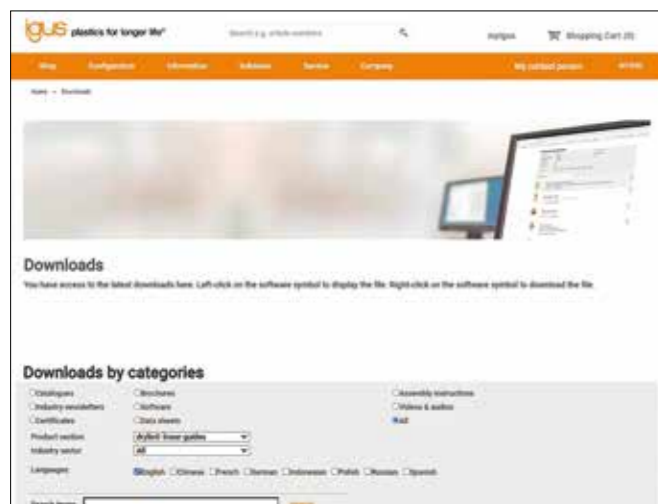 igus plastics for longer life®
Search e.g. article numbers
myigus Shopping Cart (0)
Shop Configurators Information Industries Service Company My contact person
Home > Downloads
Downloads
You have access to the latest downloads here. Left-click on the software symbol to display the file. Right-click on the software symbol to download the file.
Downloads by categories
Catalogues Brochures Assembly instructions
Industry newsletters Software Videos & audios
Certificates Data sheets All
Product section drylin® linear guides
Industry sector All
Languages English Chinese French German Indonesian Polish Russian Spanish